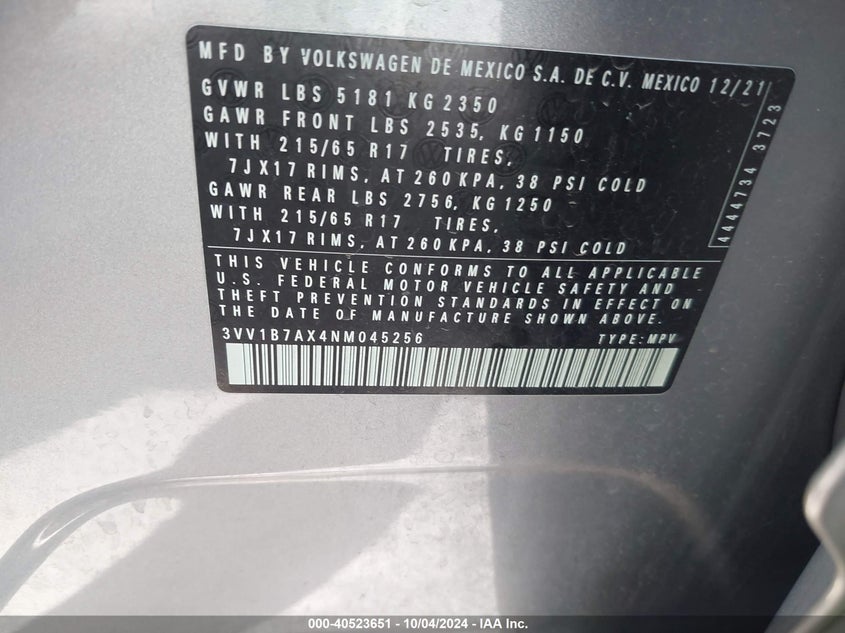 MFD BY VOLKSWAGEN DE MEXICO S.A. DE C.V. MEXICO 12/21
GVWR LBS 5181 KG 2350
GAWR FRONT LBS 2535, KG 1150
WITH 215/65 R17 TIRES,
7JX17 RIMS, AT 260 KPA, 38 PSI COLD
GAWR REAR LBS 2756, KG 1250
WITH 215/65 R17 TIRES,
7JX17 RIMS, AT 260 KPA, 38 PSI COLD
4444734 3723
THIS VEHICLE CONFORMS TO ALL APPLICABLE
U.S. FEDERAL MOTOR VEHICLE SAFETY AND
THEFT PREVENTION STANDARDS IN EFFECT ON
THE DATE OF MANUFACTURE SHOWN ABOVE.
3VV1B7AX4NM045256 TYPE: MPV
000-40523651 - 10/04/2024 - IAA Inc.